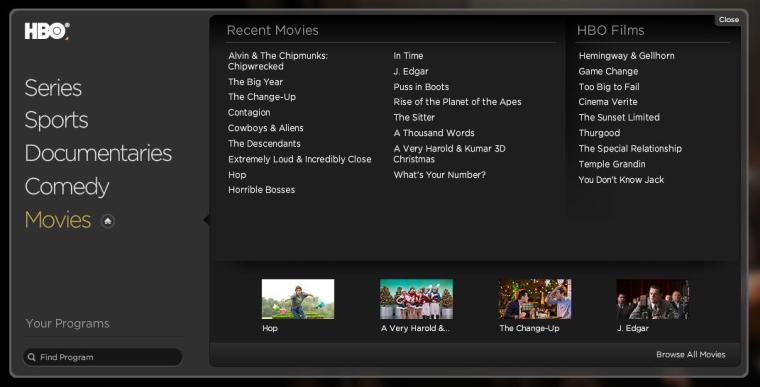 Close
HBO
Series
Sports
Documentaries
Comedy
Movies
Your Programs
Find Program
Recent Movies
Alvin & The Chipmunks:
Chipwrecked
The Big Year
The Change-Up
Contagion
Cowboys & Aliens
The Descendants
Extremely Loud & Incredibly Close
Hop
Horrible Bosses
In Time
J. Edgar
Puss in Boots
Rise of the Planet of the Apes
The Sitter
A Thousand Words
A Very Harold & Kumar 3D
Christmas
What's Your Number?
HBO Films
Hemingway & Gellhorn
Game Change
Too Big to Fail
Cinema Verite
The Sunset Limited
Thurgood
The Special Relationship
Temple Grandin
You Don't Know Jack
Hop
A Very Harold &...
The Change-Up
J. Edgar
Browse All Movies